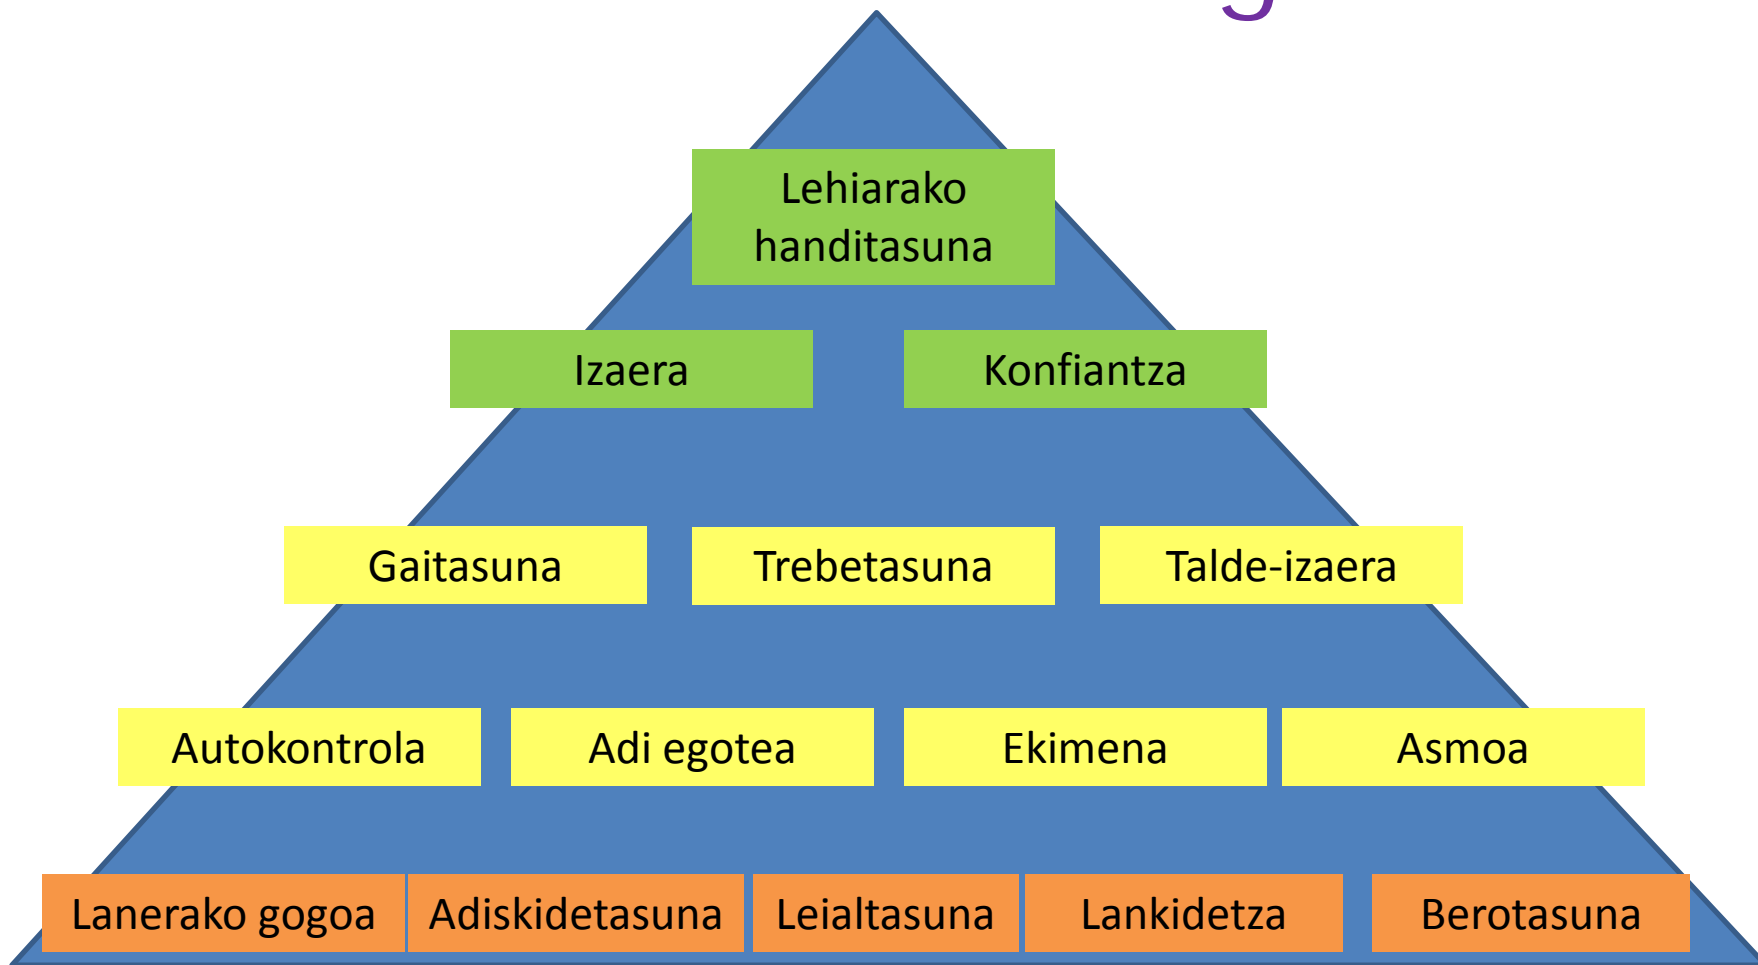 Lehiarako
handitasuna
Izaera Konfiantza
Gaitasuna Trebetasuna Talde-izaera
Autokontrola Adi egotea Ekimena Asmoa
Lanerako gogoa Adiskidetasuna Leialtasuna Lankidetza Berotasuna